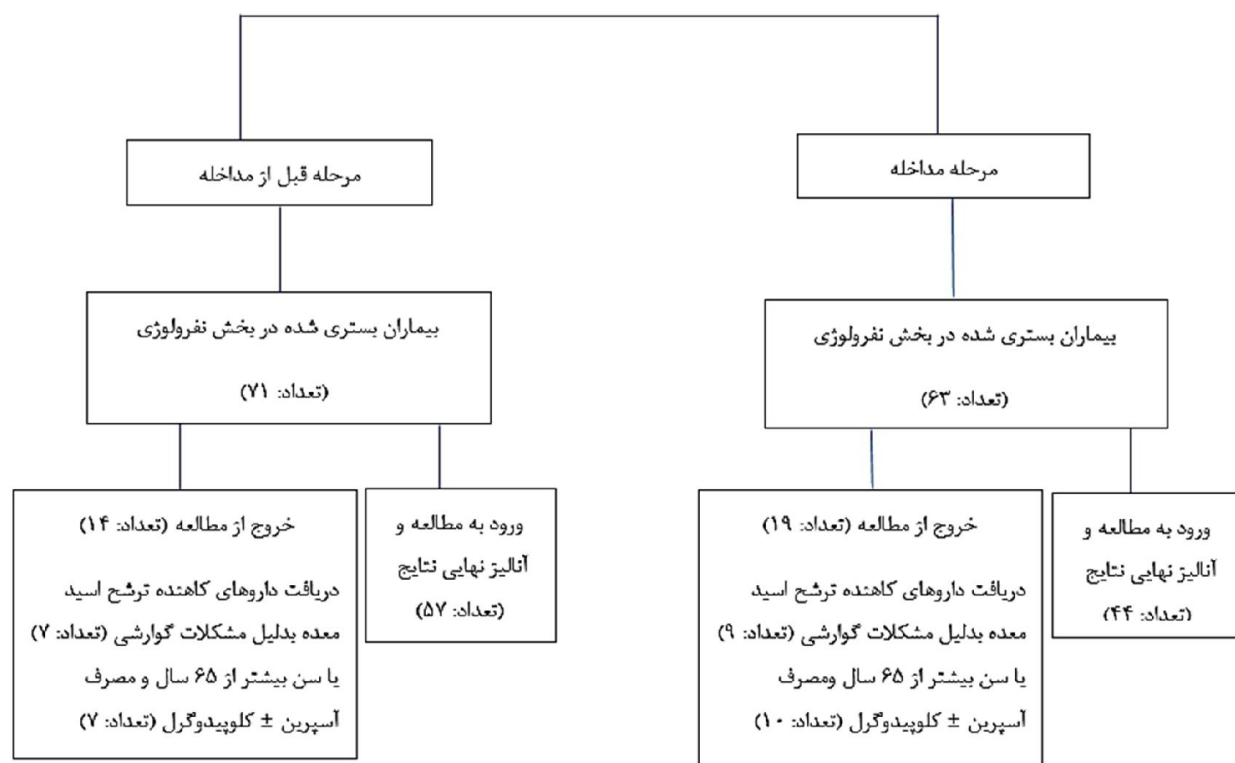 مرحله مداخله
بیماران بستری شده در بخش نفرولوژی
(تعداد: ۶۳)
ورود به مطالعه و
آنالیز نهایی نتایج
(تعداد: ۴۴)
خروج از مطالعه (تعداد: ۱۹)
دریافت داروهای کاهنده ترشح اسید
معده بدلیل مشکلات گوارشی (تعداد: ۹)
یا سن بیشتر از ۶۵ سال ومصرف
آسپرین ± کلوپیدوگرل (تعداد: ۱۰)
مرحله قبل از مداخله
بیماران بستری شده در بخش نفرولوژی
(تعداد: ۷۱)
ورود به مطالعه و
آنالیز نهایی نتایج
(تعداد: ۵۷)
خروج از مطالعه (تعداد: ۱۴)
دریافت داروهای کاهنده ترشح اسید
معده بدلیل مشکلات گوارشی (تعداد: ۷)
یا سن بیشتر از ۶۵ سال و مصرف
آسپرین ± کلوپیدوگرل (تعداد: ۷)